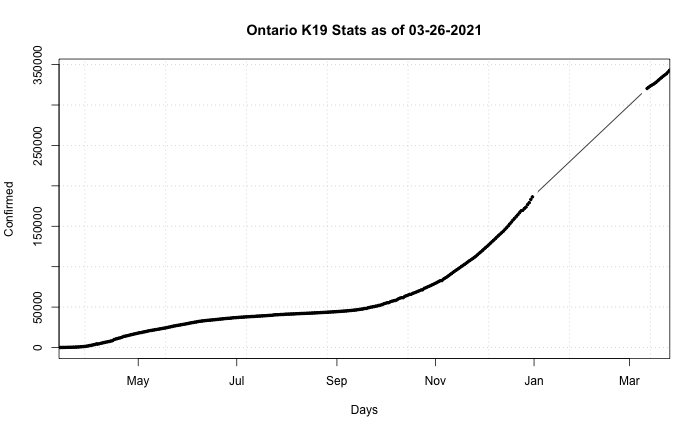 Ontario K19 Stats as of 03-26-2021
Confirmed
350000
250000
150000
50000
0
May Jul Sep Nov Jan Mar
Days